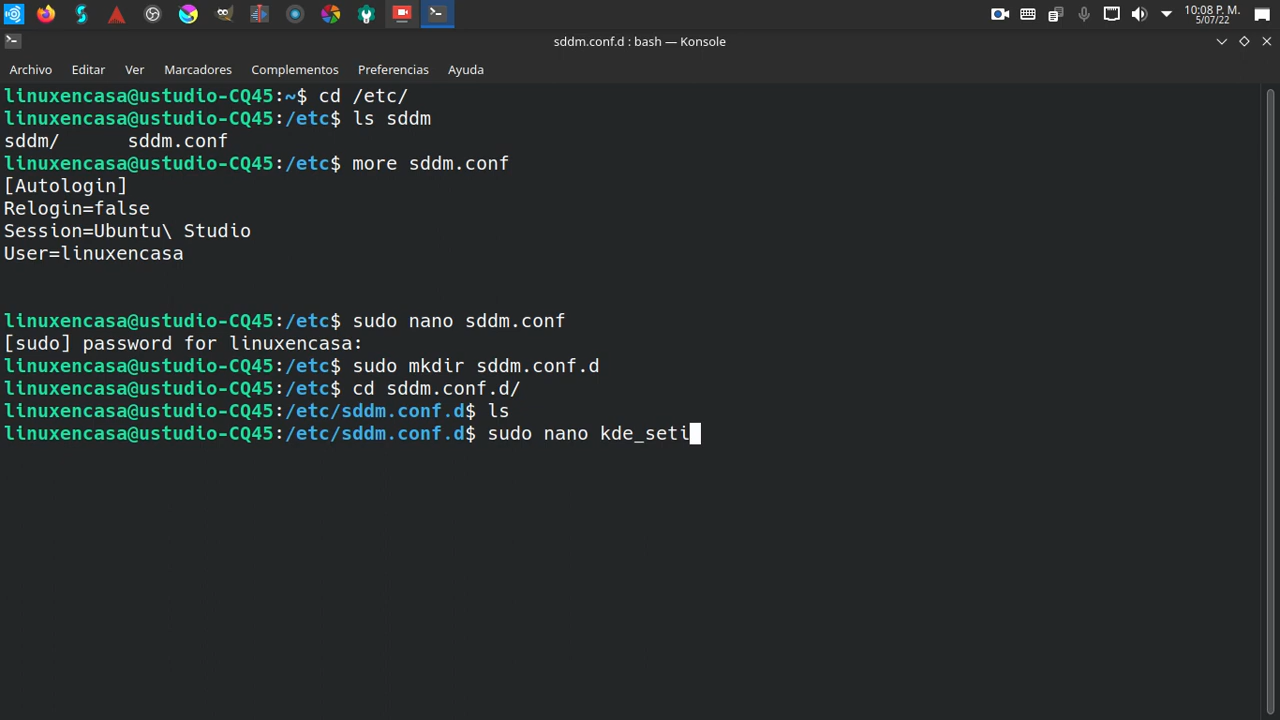 10:08 P. M.
5/07/22
sddm.conf.d : bash — Konsole
Archivo Editar Ver Marcadores Complementos Preferencias Ayuda
linuxencasa@ustudio-CQ45:~$ cd /etc/
linuxencasa@ustudio-CQ45:/etc$ ls sddm
sddm/      sddm.conf
linuxencasa@ustudio-CQ45:/etc$ more sddm.conf
[Autologin]
Relogin=false
Session=Ubuntu\ Studio
User=linuxencasa
linuxencasa@ustudio-CQ45:/etc$ sudo nano sddm.conf
[sudo] password for linuxencasa:
linuxencasa@ustudio-CQ45:/etc$ sudo mkdir sddm.conf.d
linuxencasa@ustudio-CQ45:/etc$ cd sddm.conf.d/
linuxencasa@ustudio-CQ45:/etc/sddm.conf.d$ ls
linuxencasa@ustudio-CQ45:/etc/sddm.conf.d$ sudo nano kde_seti